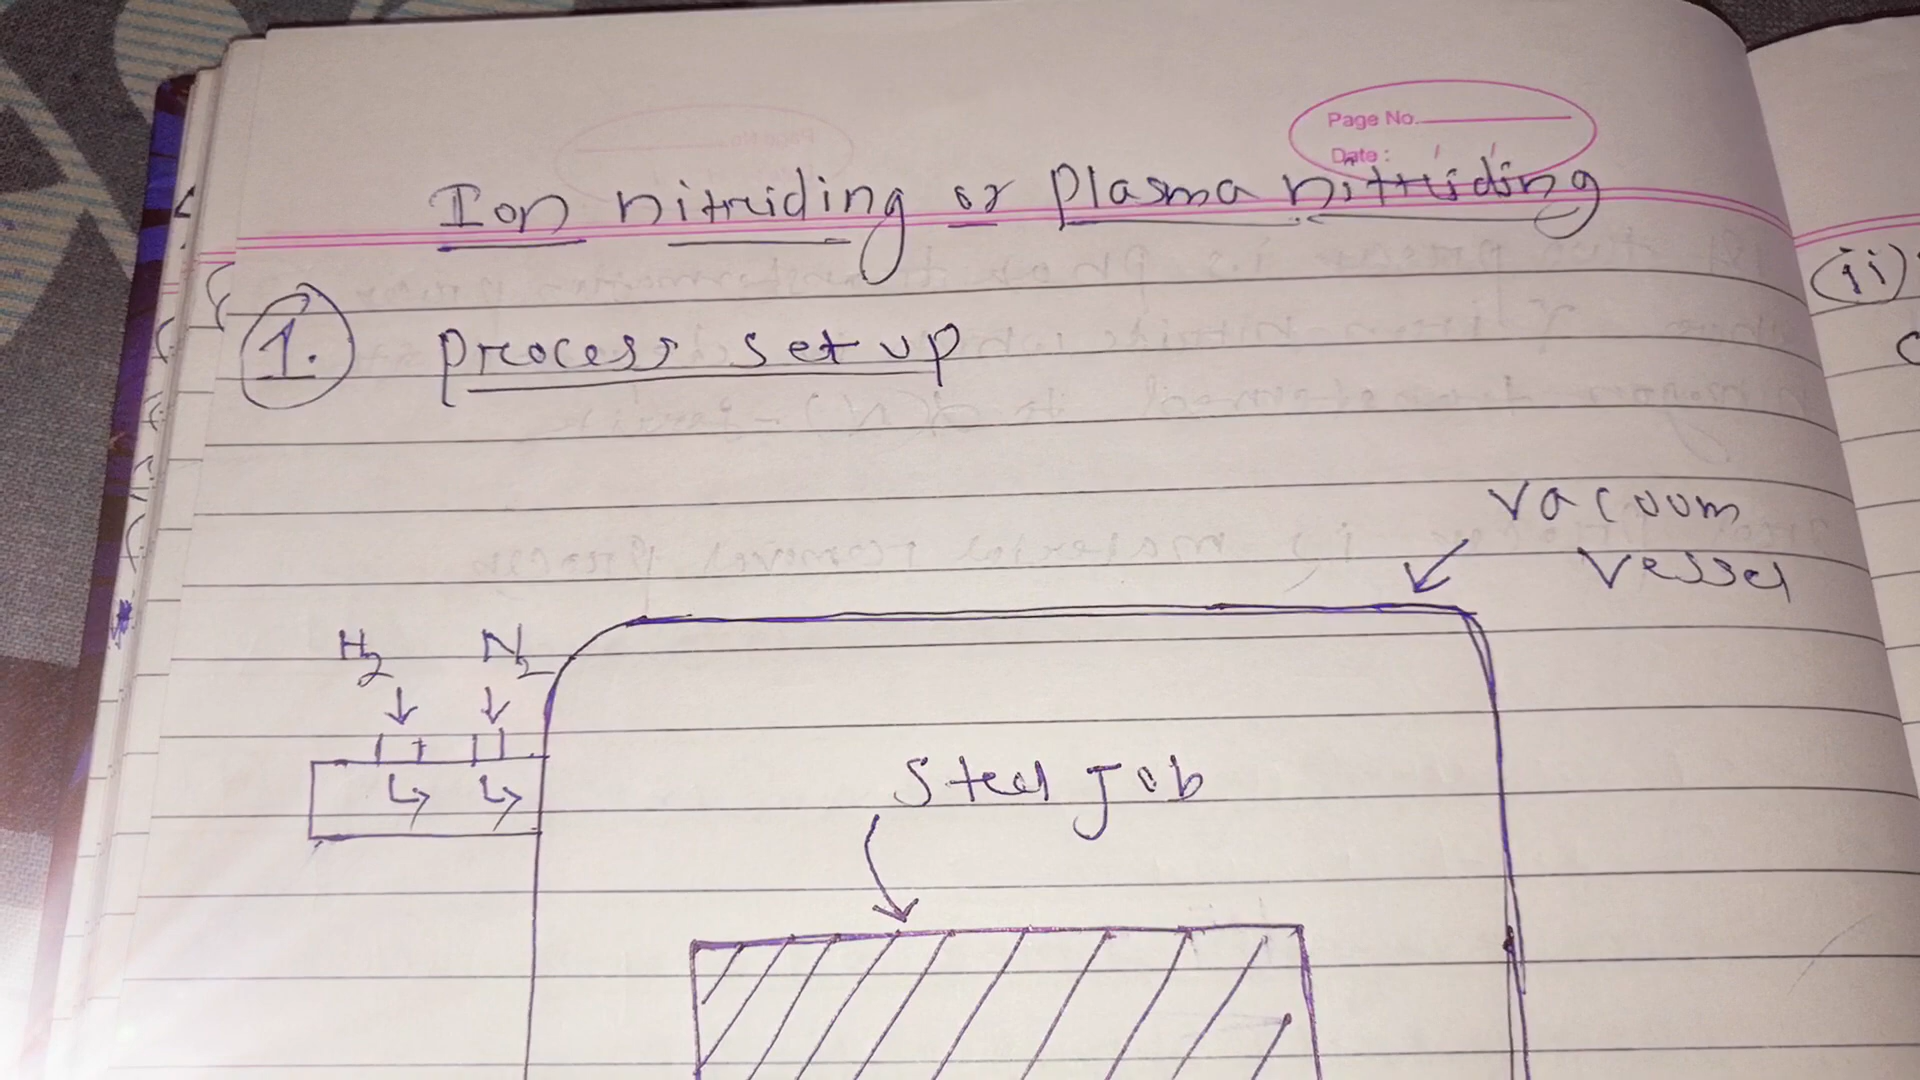 Page No.
Date :
Ion nitriding or Plasma nitriding
1. process set up
Vacuum
Vessel
H2 N2
Steel Job
(ii)